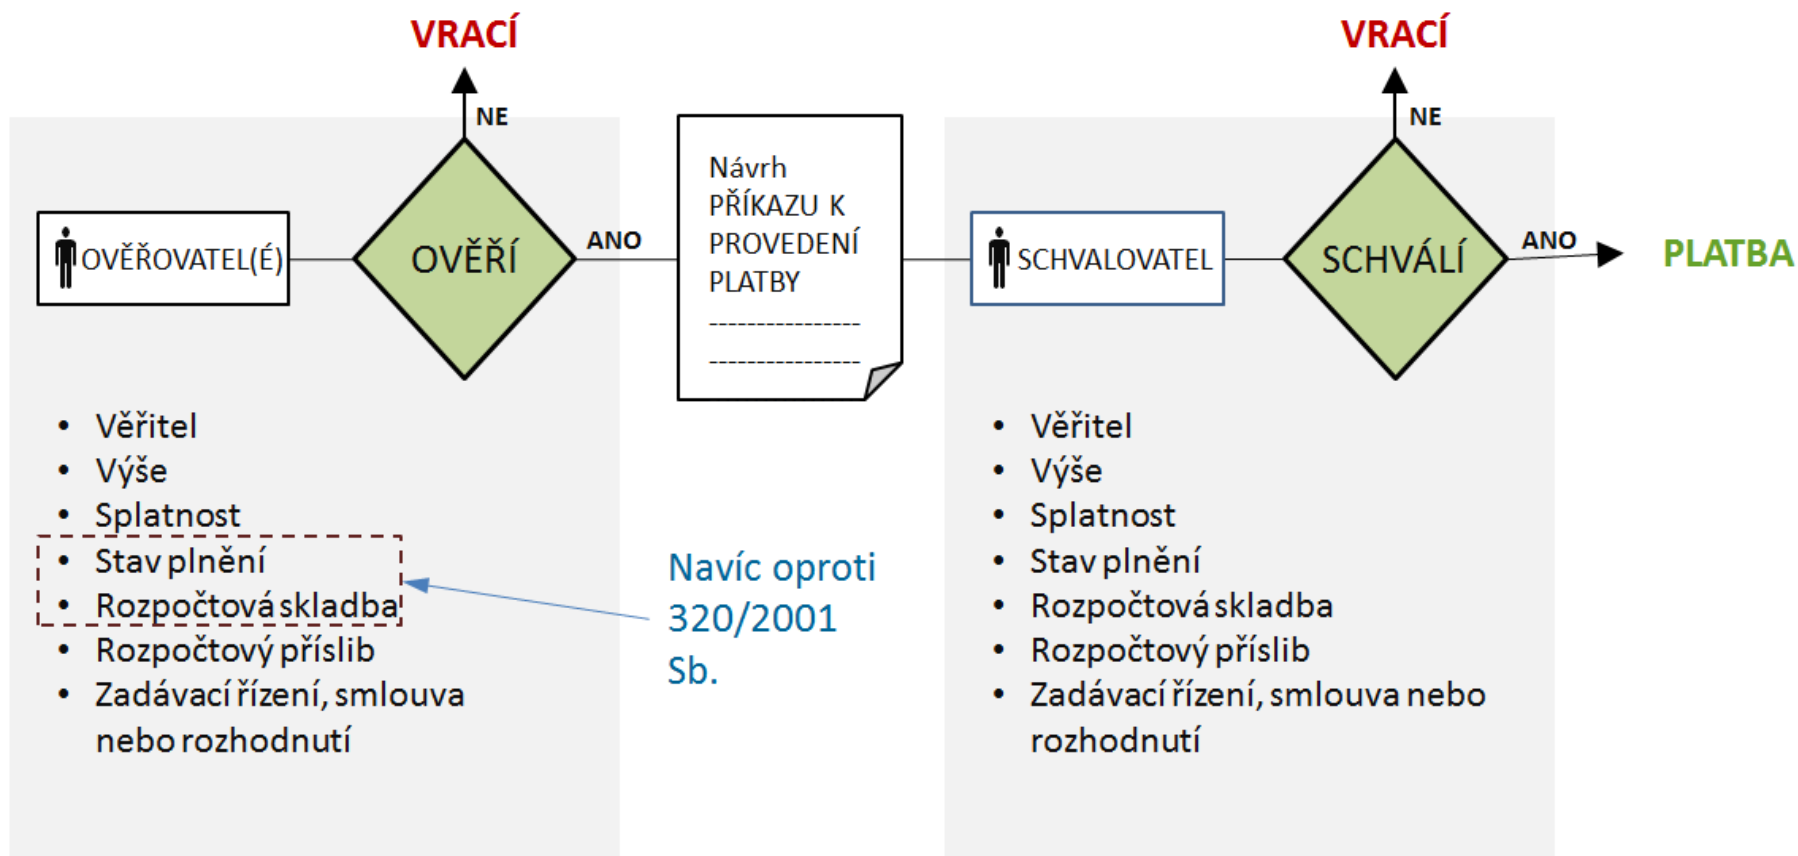 VRACÍ
NE
OVĚŘOVATEL(É)
OVĚŘÍ
ANO
• Věřitel
• Výše
• Splatnost
• Stav plnění
• Rozpočtová skladba
• Rozpočtový příslib
• Zadávací řízení, smlouva
nebo rozhodnutí
Návrh
PŘÍKAZU K
PROVEDENÍ
PLATBY
----------------
----------------
Navíc oproti
320/2001
Sb.
VRACÍ
NE
SCHVALOVATEL
SCHVÁLÍ
ANO
PLATBA
• Věřitel
• Výše
• Splatnost
• Stav plnění
• Rozpočtová skladba
• Rozpočtový příslib
• Zadávací řízení, smlouva nebo
rozhodnutí